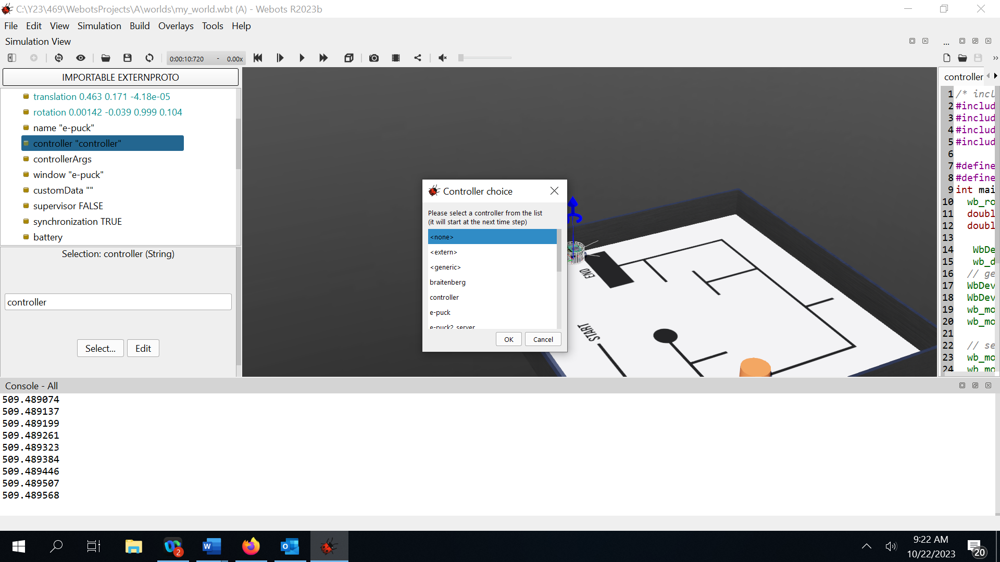 C:\Y23\469\WebotsProjects\A\worlds\my_world.wbt (A) - Webots R2023b
File Edit View Simulation Build Overlays Tools Help
Simulation View
...
0:00:10:720 - 0.00x
IMPORTABLE EXTERNPROTO
translation 0.463 0.171 -4.18e-05
rotation 0.00142 -0.039 0.999 0.104
name "e-puck"
controller "controller"
controllerArgs
window "e-puck"
customData ""
supervisor FALSE
synchronization TRUE
battery
Selection: controller (String)
controller
Select...
Edit
END
START
Controller choice
Please select a controller from the list
(it will start at the next time step)
<none>
<extern>
<generic>
braitenberg
controller
e-puck
e-puck2_server
OK
Cancel
controller
1 /* incl
2 #includ
3 #includ
4 #includ
5 #includ
6
7 #define
8 #define
9 int mai
10 wb_ro
11 doubl
12 doubl
13
14 WbDe
15 wb_d
16 // ge
17 WbDev
18 WbDev
19 wb_mo
20 wb_mo
21
22 // se
23 wb_mo
24 wb_mo
Console - All
509.489074
509.489137
509.489199
509.489261
509.489323
509.489384
509.489446
509.489507
509.489568
2
W
O
9:22 AM
10/22/2023
20